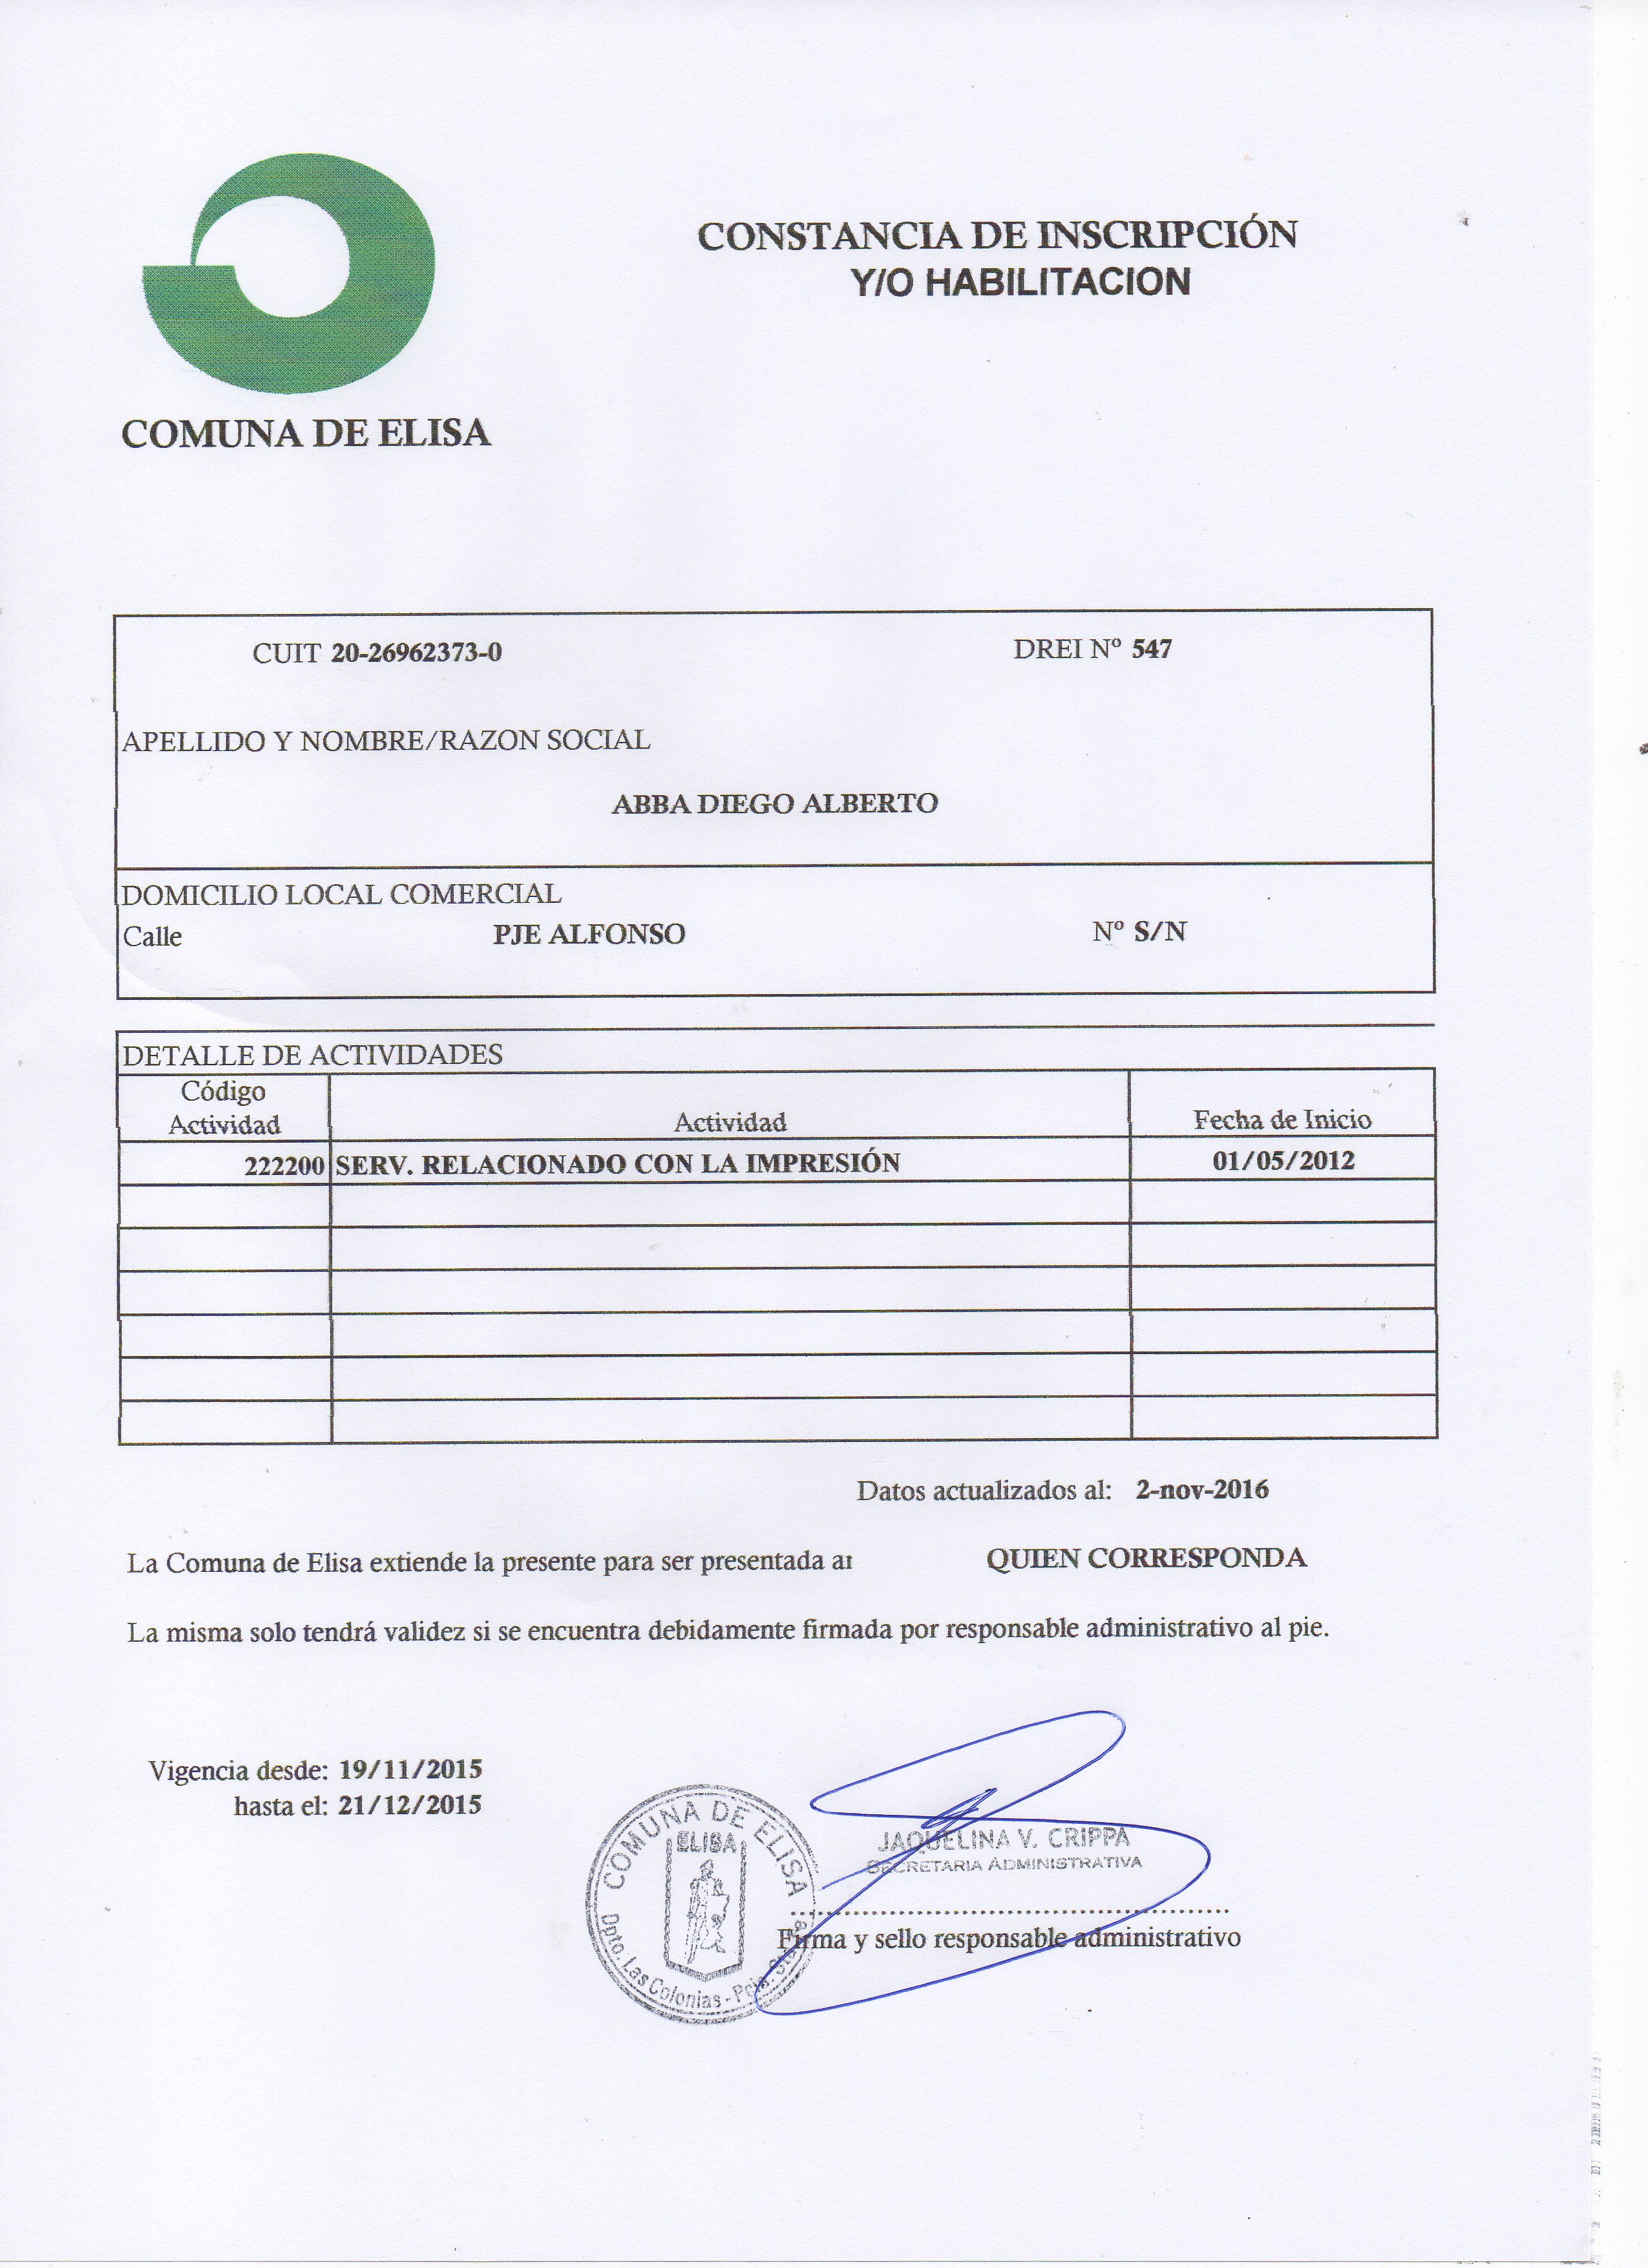 CONSTANCIA DE INSCRIPCIÓN
Y/O HABILITACION
COMUNA DE ELISA
CUIT 20-26962373-0 DREI Nº 547
APELLIDO Y NOMBRE/RAZON SOCIAL
ABBA DIEGO ALBERTO
DOMICILIO LOCAL COMERCIAL
Calle PJE ALFONSO Nº S/N
DETALLE DE ACTIVIDADES
Código
Actividad Actividad Fecha de Inicio
222200 SERV. RELACIONADO CON LA IMPRESIÓN 01/05/2012
Datos actualizados al: 2-nov-2016
La Comuna de Elisa extiende la presente para ser presentada QUIEN CORRESPONDA
La misma solo tendrá validez si se encuentra debidamente firmada por responsable administrativo al pie.
Vigencia desde: 19/11/2015
hasta el: 21/12/2015
COMUNA DE ELISA
ELISA
Dpto. Las Colonias - Pcia.
JAQUELINA V. CRIPPA
SECRETARIA ADMINISTRATIVA
Firma y sello responsable administrativo